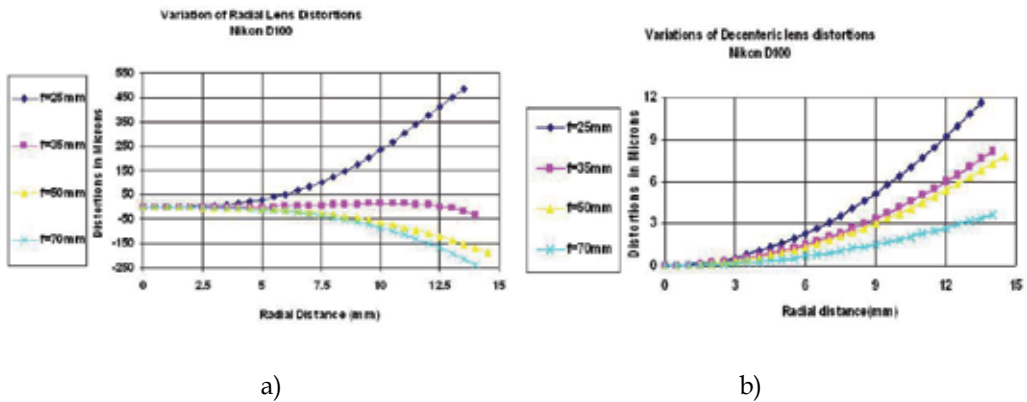 Variation of Radial Lens Distortions
Nikon D100
f=25mm
f=35mm
f=50mm
f=70mm
Distortions in Microns
550
450
350
250
150
50
-50
-150
-250
0 2.5 5 7.5 10 12.5 15
Radial Distance (mm)
a)
Variations of Decenteric lens distortions
Nikon D100
f=25mm
f=35mm
f=50mm
f=70mm
Distortions in Microns
12
9
6
3
0
0 3 6 9 12 15
Radial distance(mm)
b)